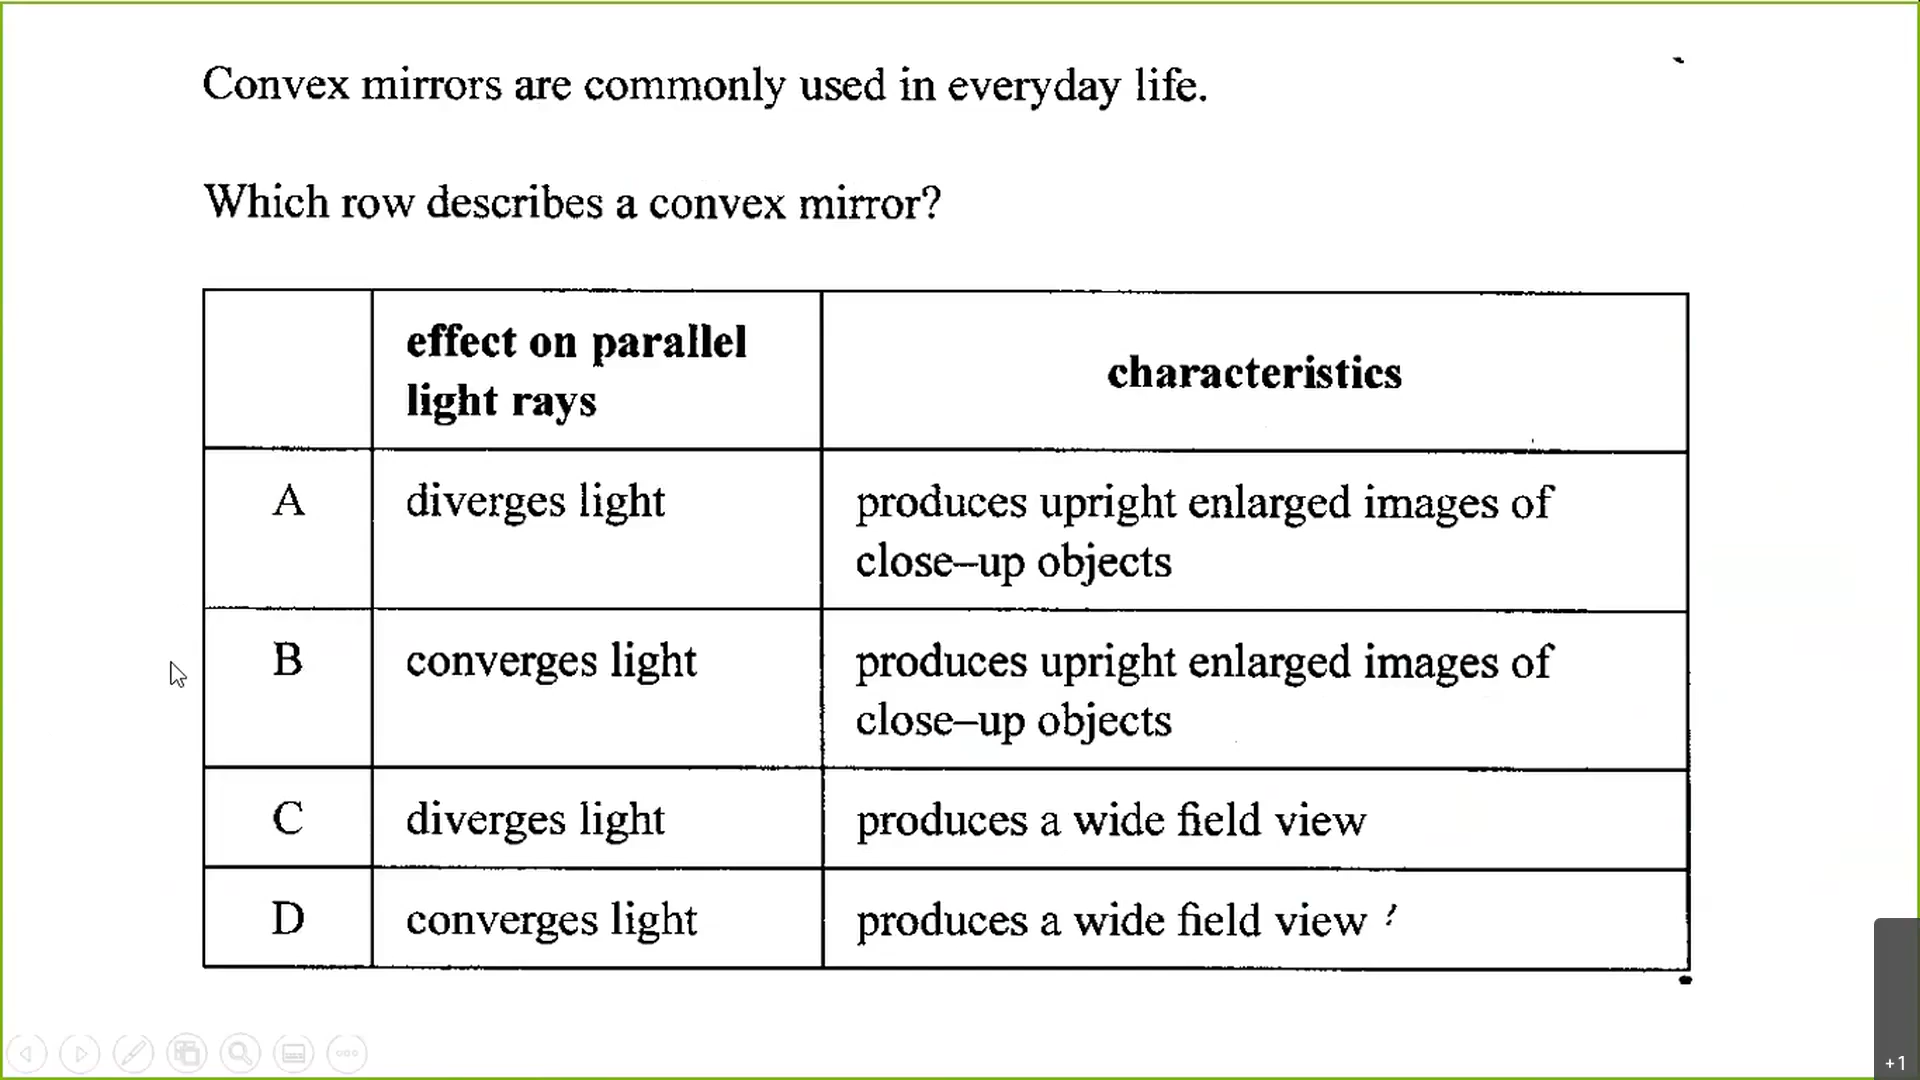 Convex mirrors are commonly used in everyday life.
Which row describes a convex mirror?
effect on parallel
light rays
characteristics
A diverges light produces upright enlarged images of
close–up objects
B converges light produces upright enlarged images of
close–up objects
C diverges light produces a wide field view
D converges light produces a wide field view
+1